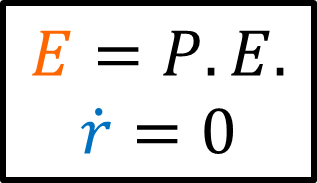 E = P.E.
ṙ = 0